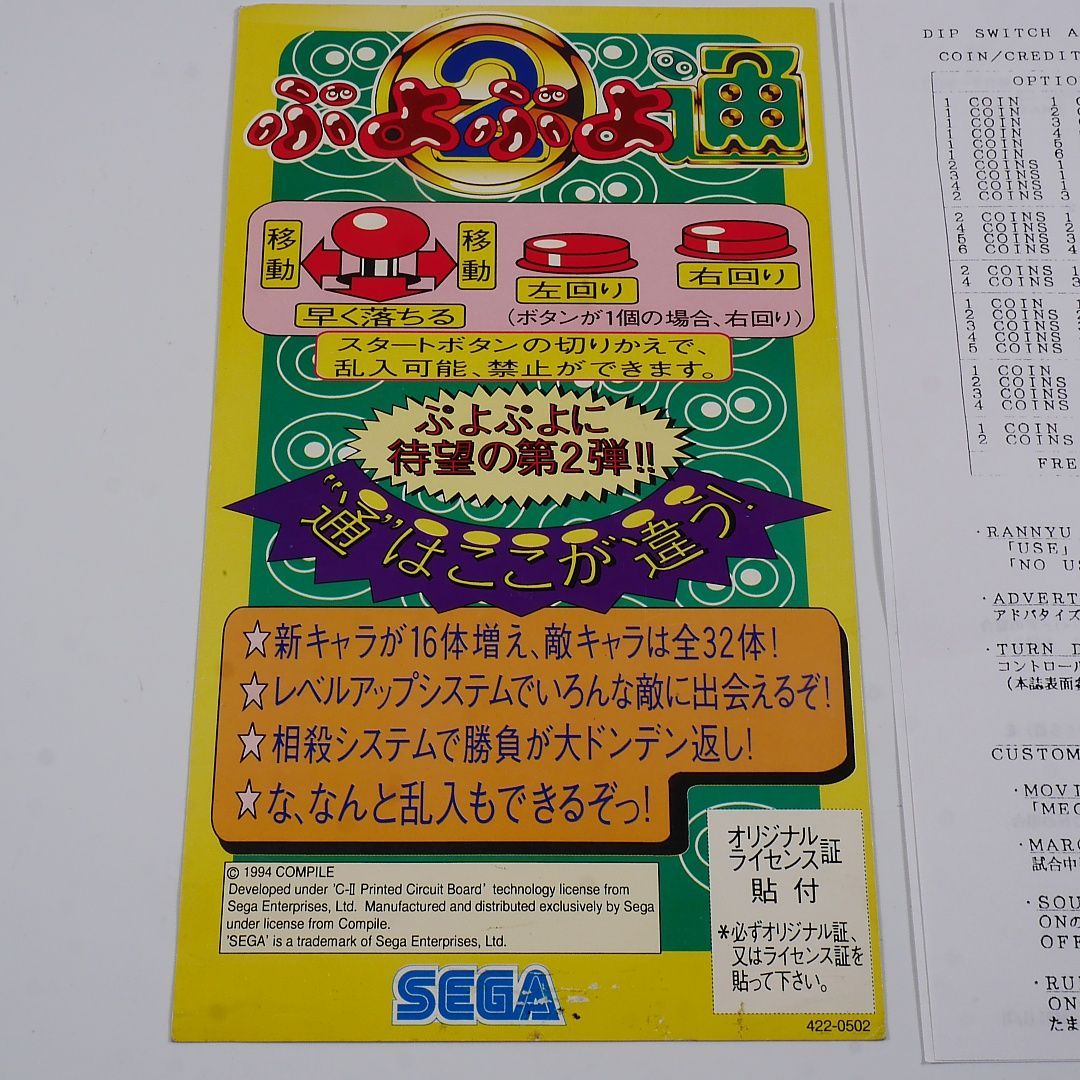 ぷよぷよ2通
移動
移動
早く落ちる
左回り
右回り
(ボタンが1個の場合、右回り)
スタートボタンの切りかえで、
乱入可能、禁止ができます。
ぷよぷよに
待望の第2弾!!
“通”はここが違う!
☆新キャラが16体増え、敵キャラは全32体!
☆レベルアップシステムでいろんな敵に出会えるぞ!
☆相殺システムで勝負が大ドンデン返し!
☆な、なんと乱入もできるぞっ!
© 1994 COMPILE
Developed under 'C-II Printed Circuit Board' technology license from
Sega Enterprises, Ltd. Manufactured and distributed exclusively by Sega
under license from Compile.
'SEGA' is a trademark of Sega Enterprises, Ltd.
オリジナル
ライセンス証
貼付
*必ずオリジナル証、
又はライセンス証を
貼って下さい。
SEGA
422-0502
DIP SWITCH A
COIN/CREDIT
OPTIO
1 COIN 1
1 COIN 2
1 COIN 3
1 COIN 4
1 COIN 5
1 COIN 6
2 COINS 1
3 COINS 1
4 COINS 1
2 COINS 3
2 COINS 1
4 COINS 2
5 COINS 3
6 COINS 4
2 COINS 1
4 COINS 3
1 COIN
2 COINS
3 COINS
4 COINS
5 COINS
1 COIN
2 COINS
3 COINS
4 COINS
1 COIN
2 COINS
FRE
・RANNYU
「USE」
「NO US
・ADVERT
アドバタイズ
・TURN D
コントロール
(本誌表面
CUSTOM
・MOVI
「MEC
・MARG
試合中
・SOU
ONの
OFF
・RU
ON
たま